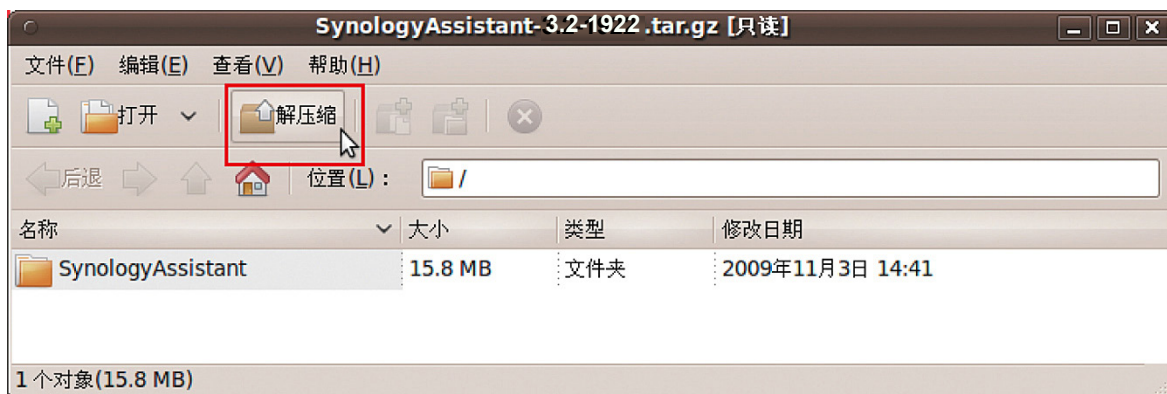 SynologyAssistant-3.2-1922.tar.gz [只读]
文件(F) 编辑(E) 查看(V) 帮助(H)
打开 解压缩
后退 位置(L)： /
名称 大小 类型 修改日期
SynologyAssistant 15.8 MB 文件夹 2009年11月3日 14:41
1个对象(15.8 MB)